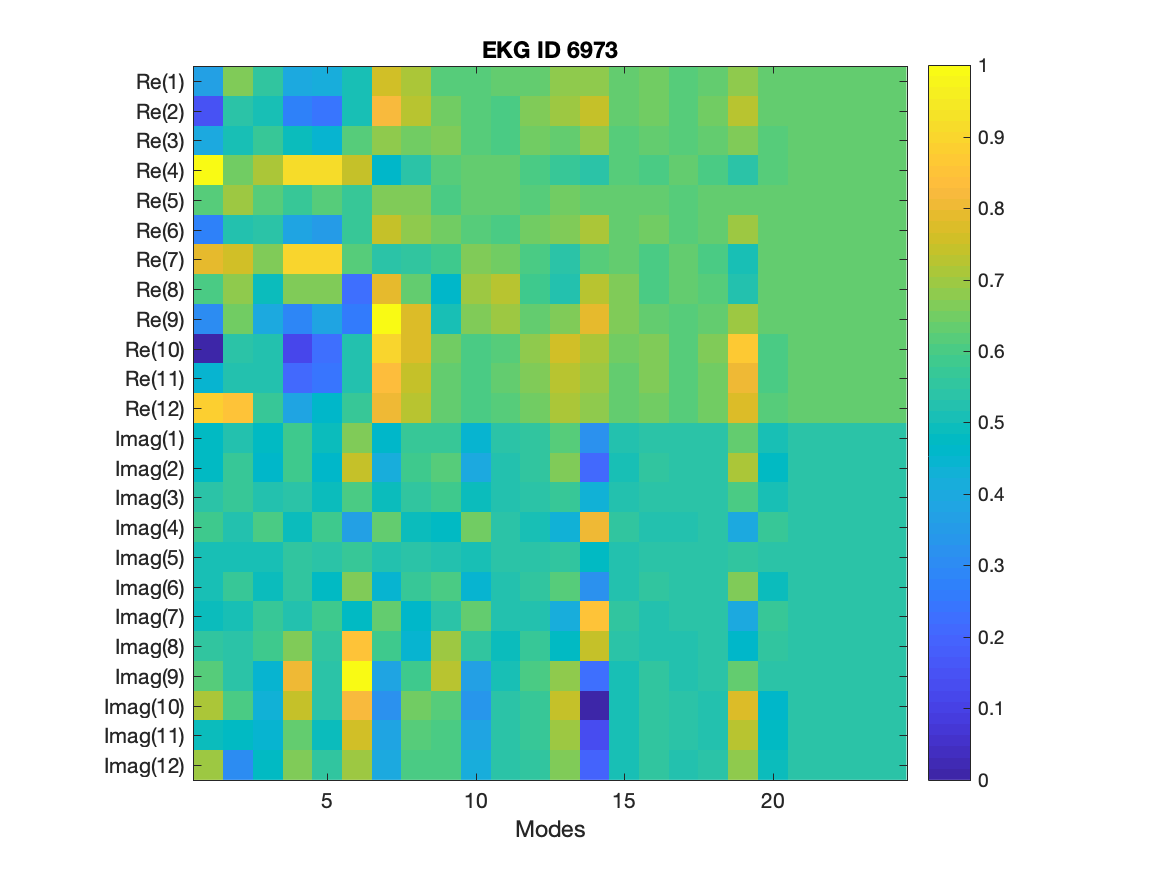 EKG ID 6973
Re(1)
Re(2)
Re(3)
Re(4)
Re(5)
Re(6)
Re(7)
Re(8)
Re(9)
Re(10)
Re(11)
Re(12)
Imag(1)
Imag(2)
Imag(3)
Imag(4)
Imag(5)
Imag(6)
Imag(7)
Imag(8)
Imag(9)
Imag(10)
Imag(11)
Imag(12)
5 10 15 20
Modes
1
0.9
0.8
0.7
0.6
0.5
0.4
0.3
0.2
0.1
0